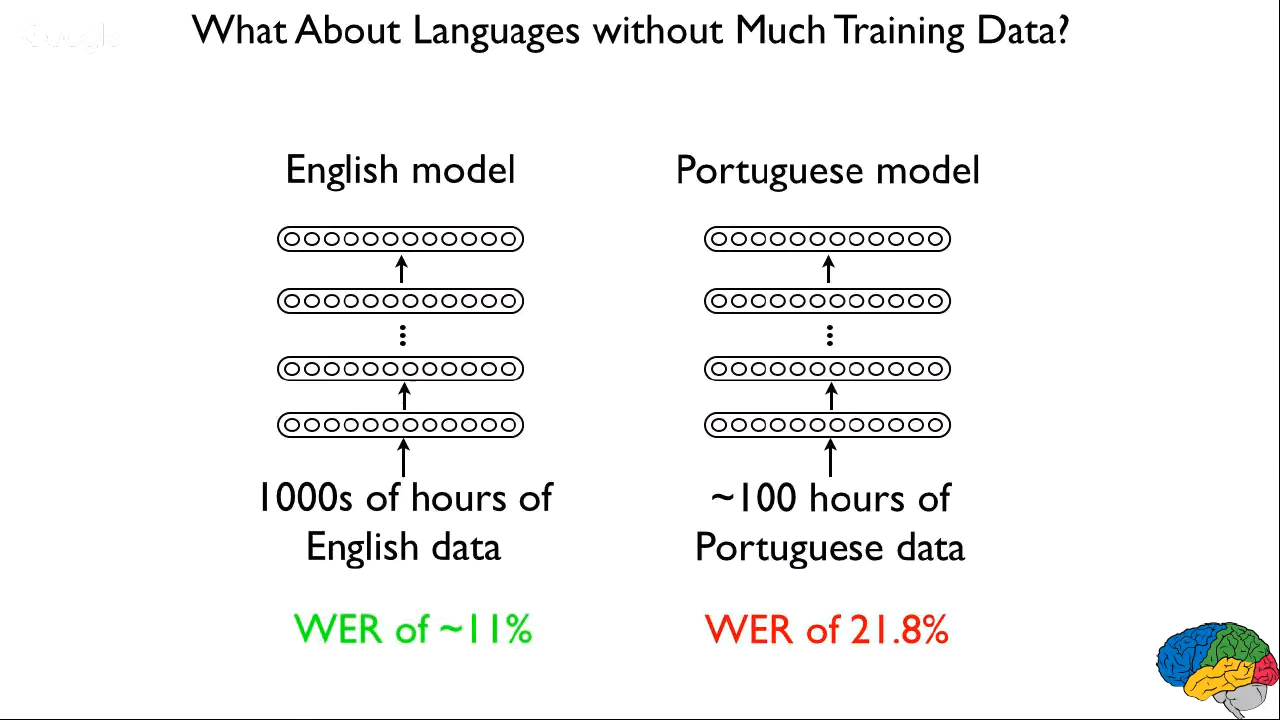 Google
What About Languages without Much Training Data?
English model
Portuguese model
1000s of hours of
English data
~100 hours of
Portuguese data
WER of ~11%
WER of 21.8%